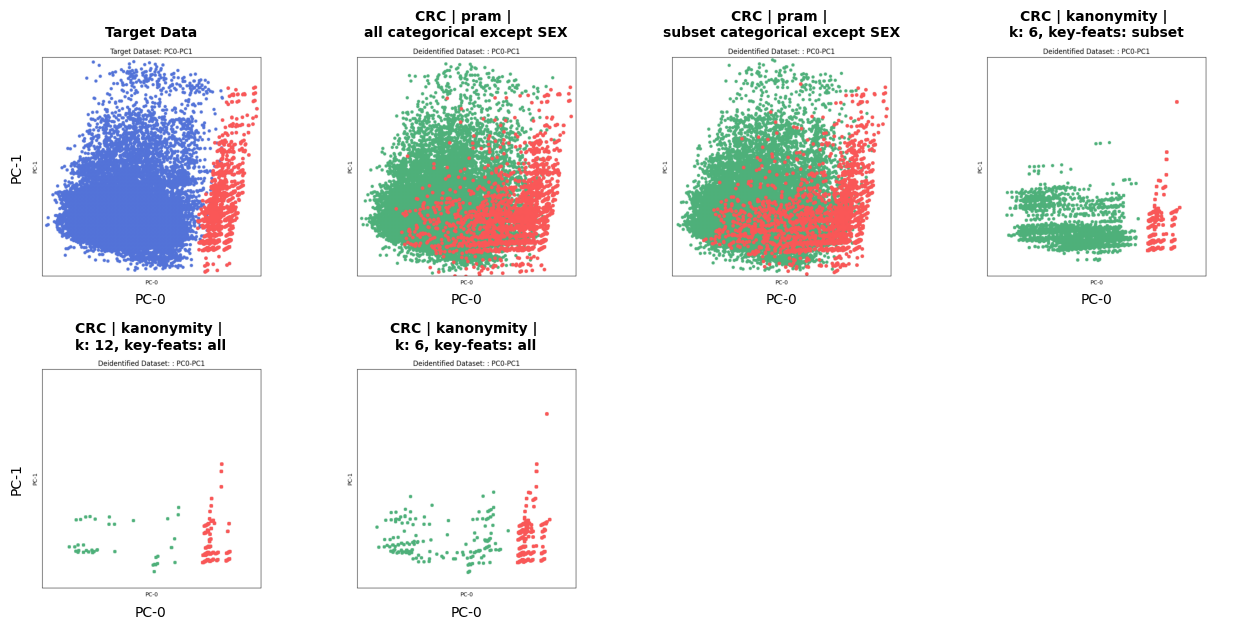 Target Data
Target Dataset: PC0-PC1
PC-1
PC-1
PC-0
PC-0
CRC | pram |
all categorical except SEX
Deidentified Dataset: : PC0-PC1
PC-1
PC-0
PC-0
CRC | pram |
subset categorical except SEX
Deidentified Dataset: : PC0-PC1
PC-1
PC-0
PC-0
CRC | kanonymity |
k: 6, key-feats: subset
Deidentified Dataset: : PC0-PC1
PC-1
PC-0
PC-0
CRC | kanonymity |
k: 12, key-feats: all
Deidentified Dataset: : PC0-PC1
PC-1
PC-1
PC-0
PC-0
CRC | kanonymity |
k: 6, key-feats: all
Deidentified Dataset: : PC0-PC1
PC-1
PC-0
PC-0